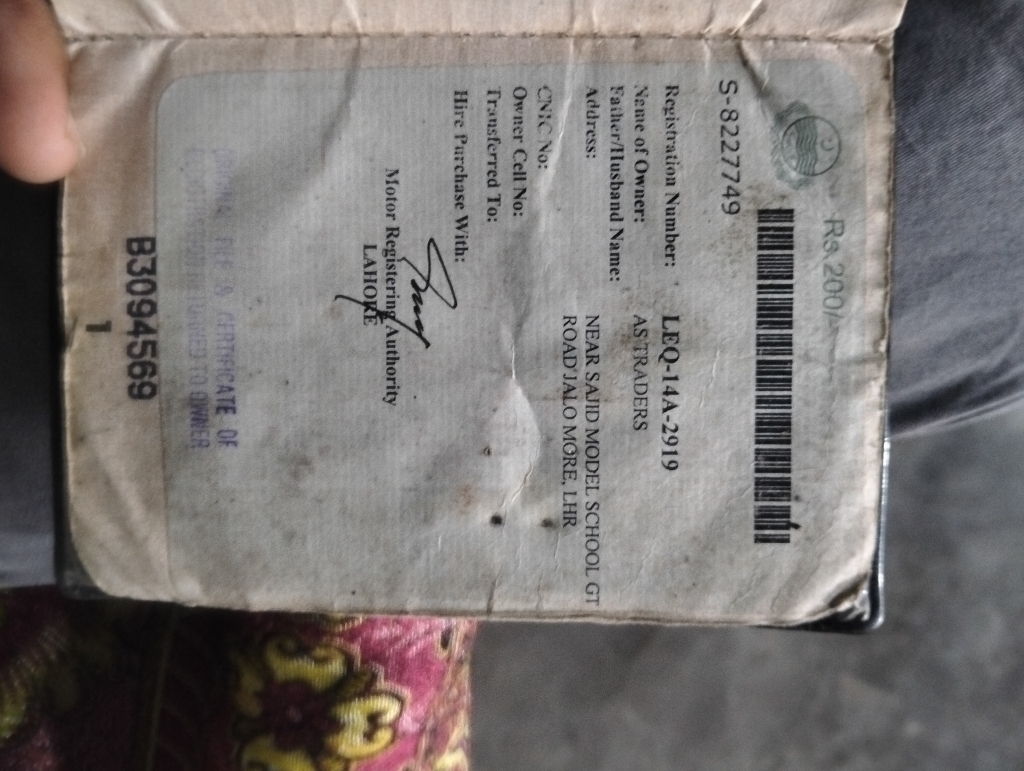 Rs.200/-
S-8227749
Registration Number: LEQ-14A-2919
Name of Owner: AS TRADERS
Father/Husband Name:
Address: NEAR SAJID MODEL SCHOOL GT
ROAD JALO MORE, LHR
CNIC No:
Owner Cell No:
Transferred To:
Hire Purchase With:
Motor Registering Authority
LAHORE
CERTIFICATE OF
TO OWNER
B3094569
1